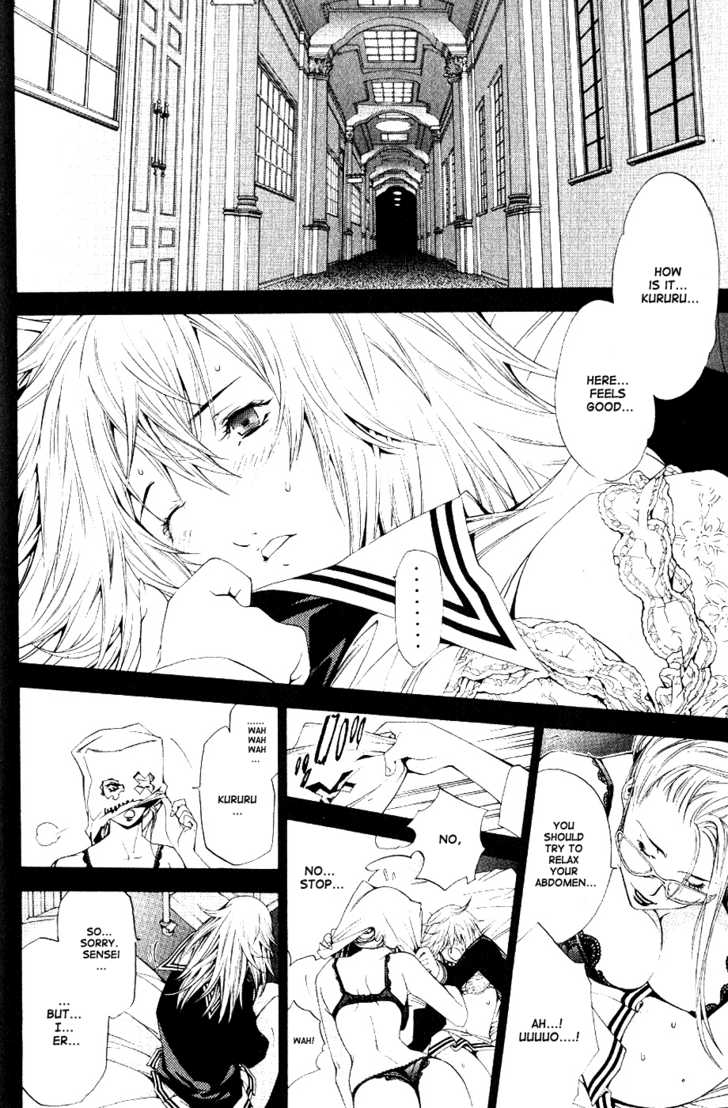 HOW
IS IT...
KURURU...
HERE...
FEELS
GOOD...
........
YOU
SHOULD
TRY TO
RELAX
YOUR
ABDOMEN...
AH...!
UUUUO....!
NO,
NO...
STOP...
WAH!
......
WAH
WAH
WAH
...
KURURU
...
SO...
SORRY.
SENSEI
...
...
BUT...
I...
ER...